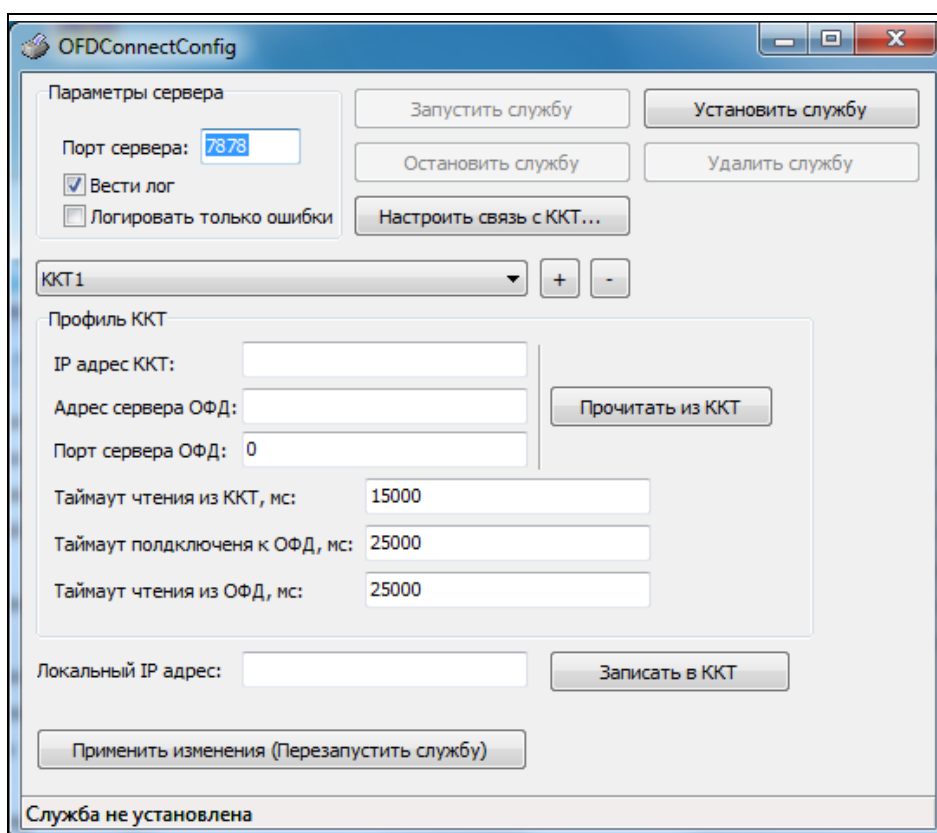 OFDConnectConfig
Параметры сервера
Порт сервера: 7878
Вести лог
Логировать только ошибки
Запустить службу
Установить службу
Остановить службу
Удалить службу
Настроить связь с ККТ...
ККТ1
+
-
Профиль ККТ
IP адрес ККТ:
Адрес сервера ОФД:
Прочитать из ККТ
Порт сервера ОФД: 0
Таймаут чтения из ККТ, мс: 15000
Таймаут полдключеня к ОФД, мс: 25000
Таймаут чтения из ОФД, мс: 25000
Локальный IP адрес:
Записать в ККТ
Применить изменения (Перезапустить службу)
Служба не установлена